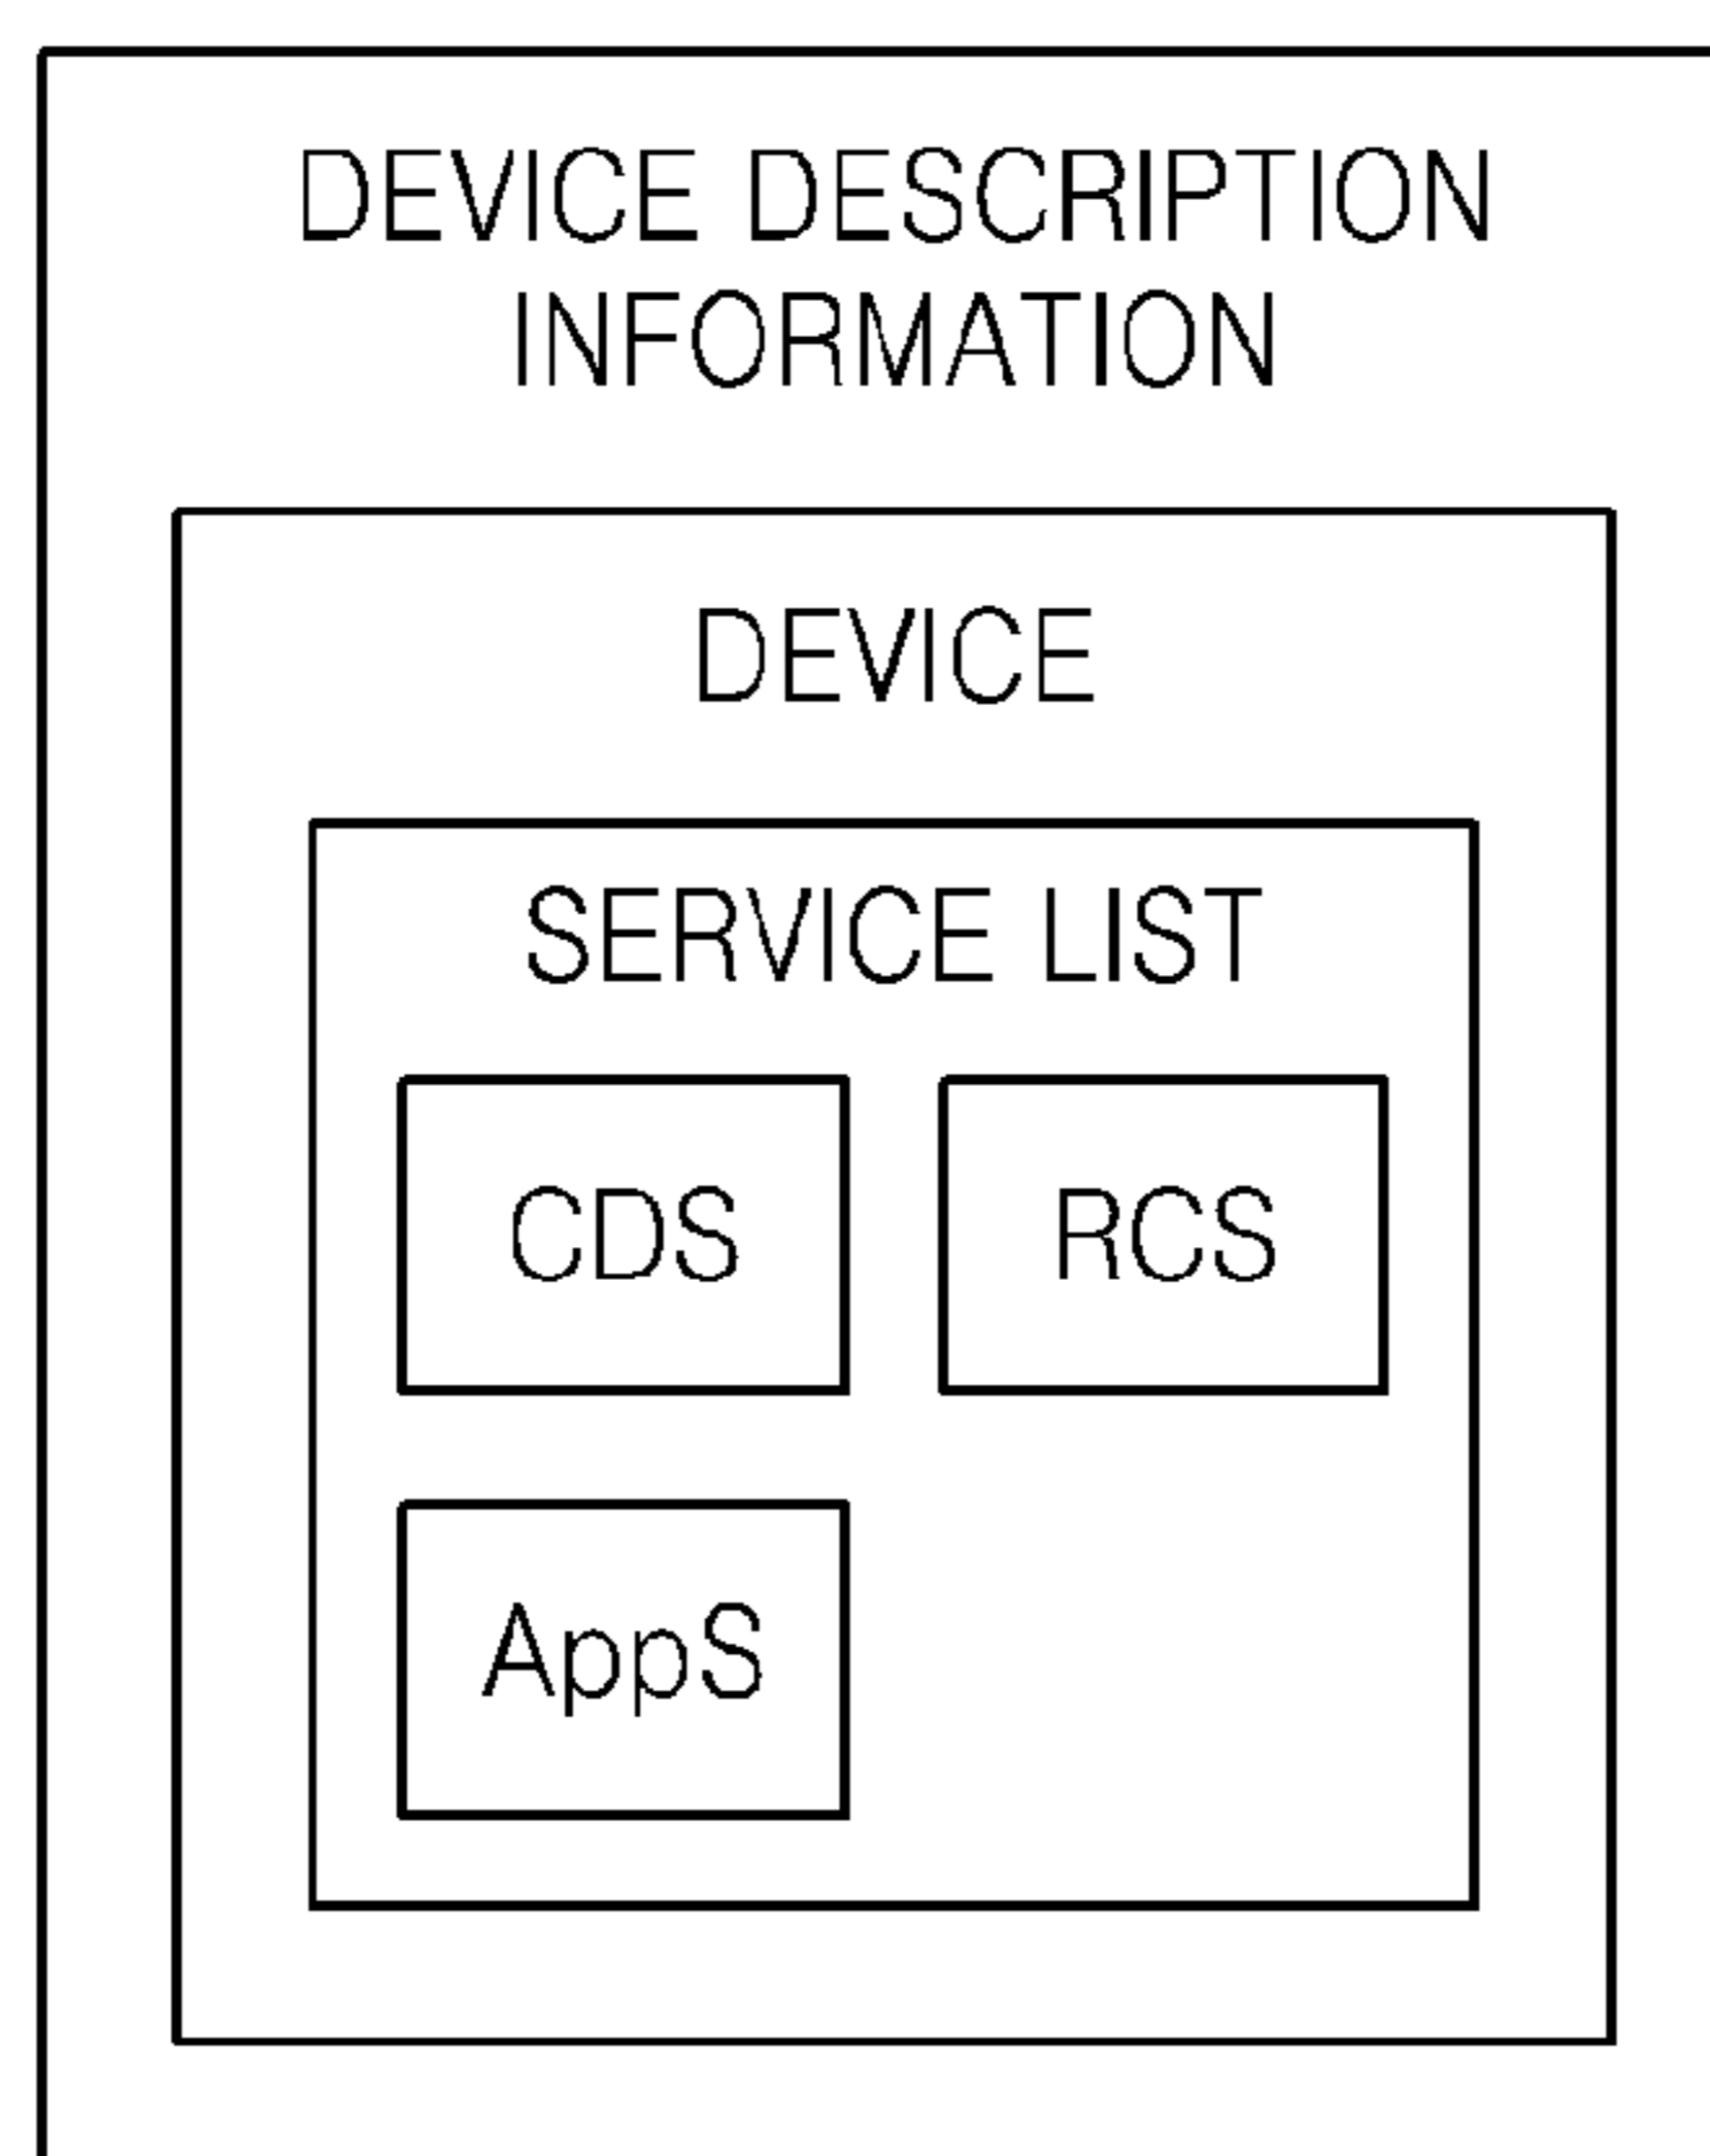 DEVICE DESCRIPTION
INFORMATION
DEVICE
SERVICE LIST
CDS RCS
AppS